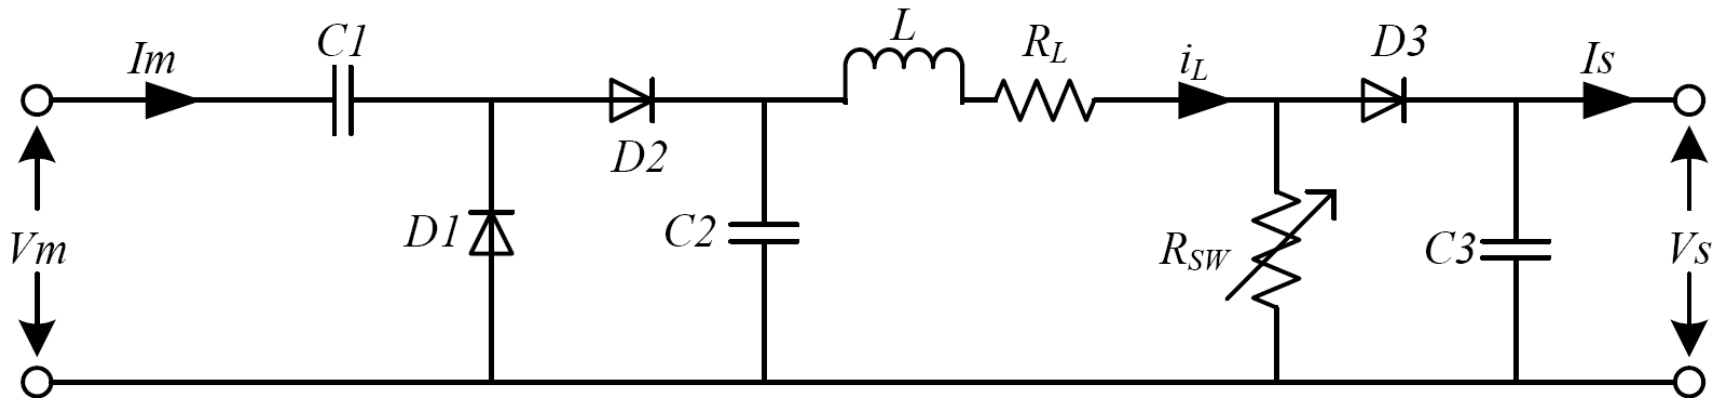 Im
C1
L
R_L
i_L
D3
Is
D2
Vm
D1
C2
R_SW
C3
Vs